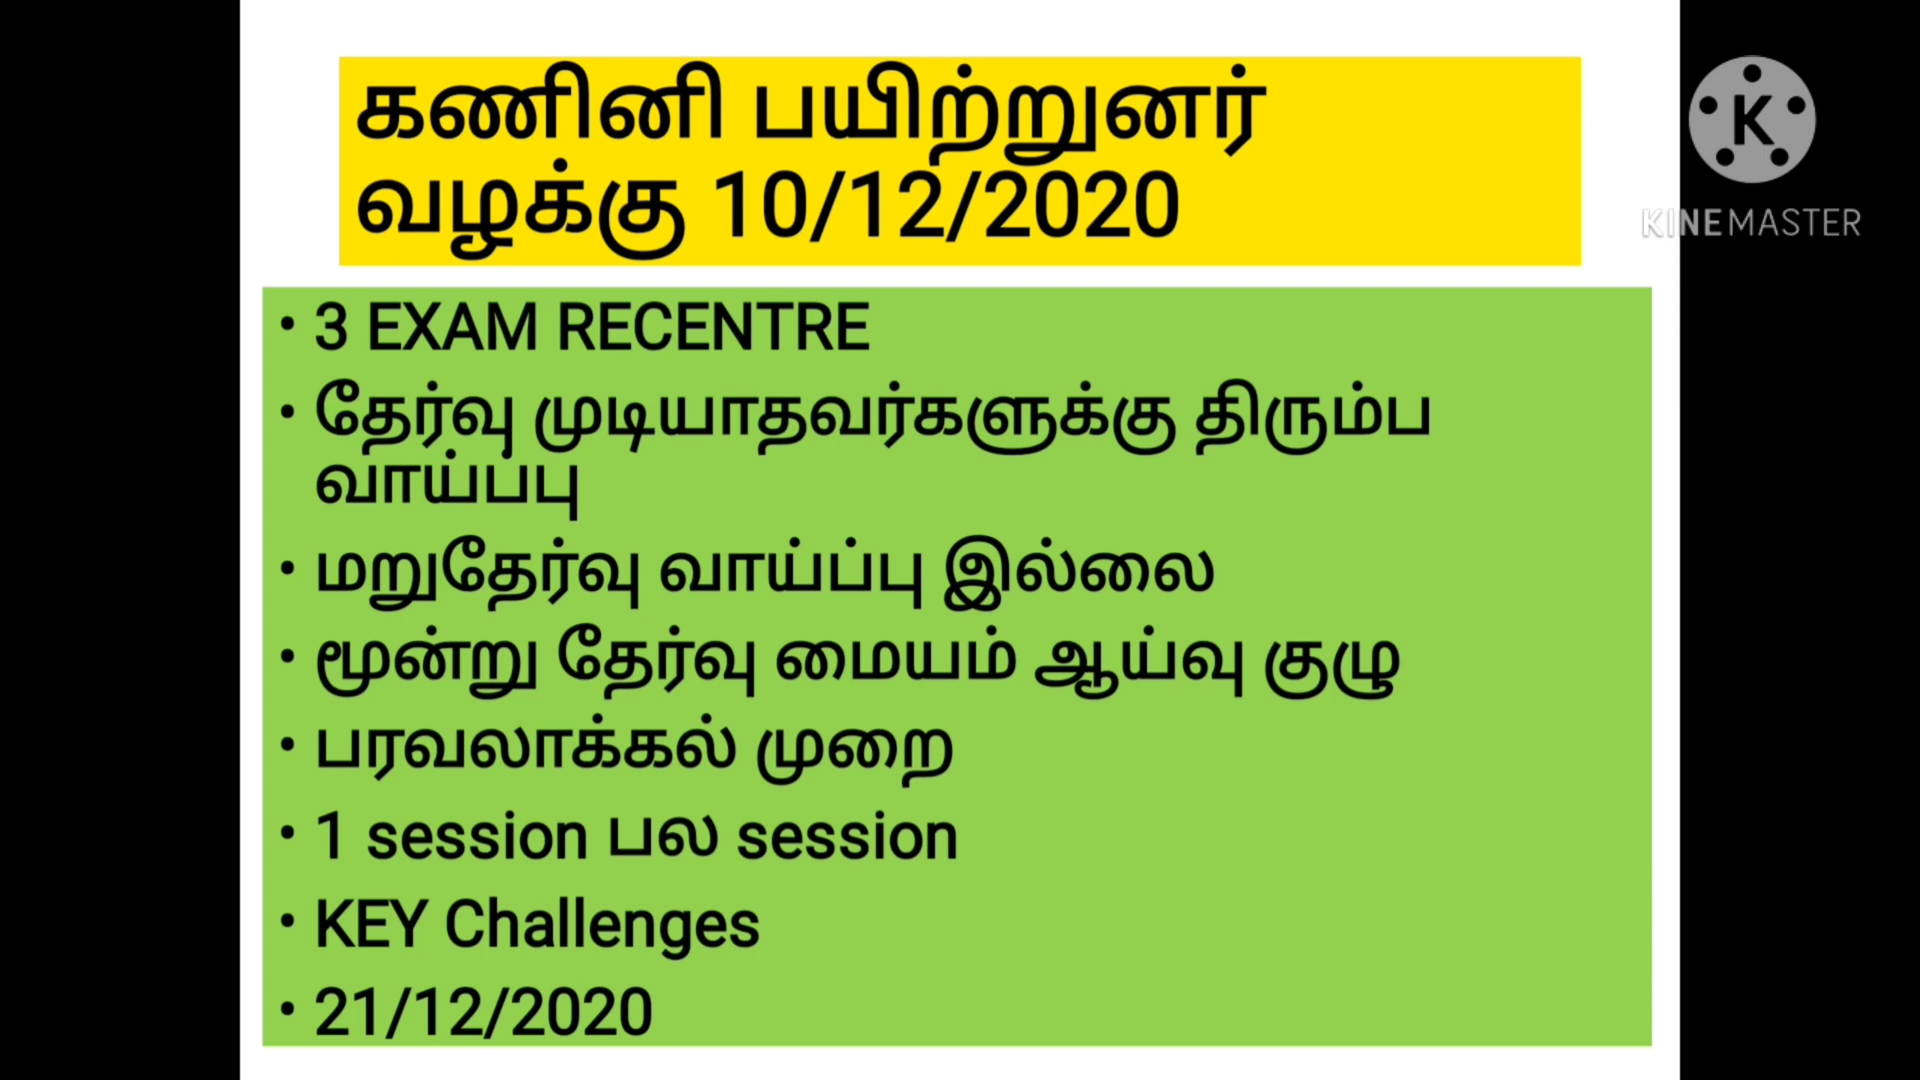 கணினி பயிற்றுனர்
வழக்கு 10/12/2020
K
KINEMASTER
• 3 EXAM RECENTRE
• தேர்வு முடியாதவர்களுக்கு திரும்ப
வாய்ப்பு
• மறுதேர்வு வாய்ப்பு இல்லை
• மூன்று தேர்வு மையம் ஆய்வு குழு
• பரவலாக்கல் முறை
• 1 session பல session
• KEY Challenges
• 21/12/2020